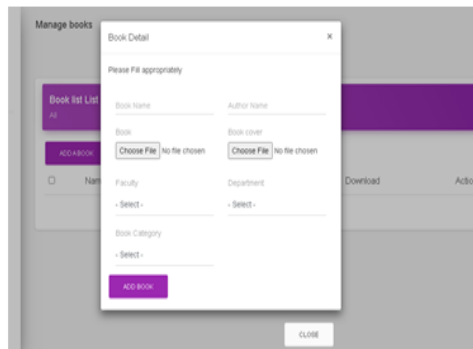 Manage books
Book Detail ×
Please Fill appropriately
Book list List
All
Book Name Author Name
Book Book cover
Choose File No file chosen Choose File No file chosen
ADD A BOOK
Nam Download Actio
Faculty Department
- Select - - Select -
Book Category
- Select -
ADD BOOK
CLOSE